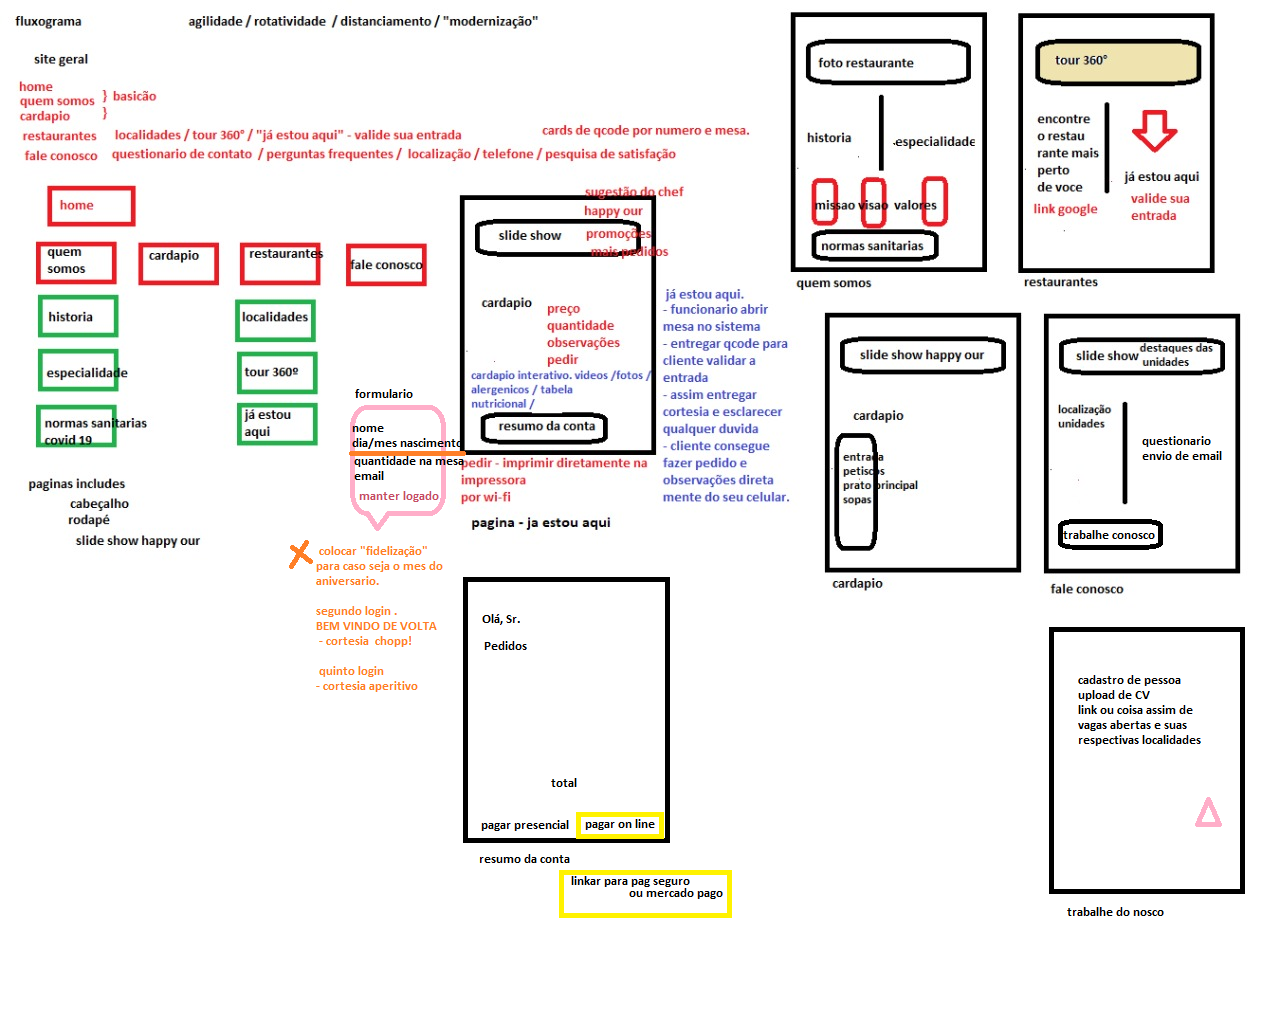 fluxograma
agilidade / rotatividade / distanciamento / "modernização"
site geral
home
quem somos } basicão
cardapio }
restaurantes localidades / tour 360° / "já estou aqui" - valide sua entrada
cards de qcode por numero e mesa.
fale conosco questionario de contato / perguntas frequentes / localização / telefone / pesquisa de satisfação
home
quem
somos
cardapio
restaurantes
fale conosco
historia
especialidade
normas sanitarias
covid 19
localidades
tour 360º
já estou
aqui
paginas includes
cabeçalho
rodapé
slide show happy our
formulario
nome
dia/mes nascimento
quantidade na mesa
email
manter logado
colocar "fidelização"
para caso seja o mes do
aniversario.
segundo login .
BEM VINDO DE VOLTA
- cortesia chopp!
quinto login
- cortesia aperitivo
sugestão do chef
happy our
slide show
promoções
mais pedidos
cardapio
preço
quantidade
observações
pedir
cardapio interativo. videos /fotos /
alergenicos / tabela
nutricional /
resumo da conta
pedir - imprimir diretamente na
impressora
por wi-fi
pagina - ja estou aqui
já estou aqui.
- funcionario abrir
mesa no sistema
- entregar qcode para
cliente validar a
entrada
- assim entregar
cortesia e esclarecer
qualquer duvida
- cliente consegue
fazer pedido e
observações direta
mente do seu celular.
Olá, Sr.
Pedidos
total
pagar presencial
pagar on line
resumo da conta
linkar para pag seguro
ou mercado pago
foto restaurante
historia
.especialidade
missao visao valores
normas sanitarias
quem somos
tour 360°
encontre
o restau
rante mais
perto
de voce
link google
já estou aqui
valide sua
entrada
restaurantes
slide show happy our
cardapio
entrada
petiscos
prato principal
sopas
cardapio
slide show
destaques das
unidades
localização
unidades
questionario
envio de email
trabalhe conosco
fale conosco
cadastro de pessoa
upload de CV
link ou coisa assim de
vagas abertas e suas
respectivas localidades
trabalhe do nosco